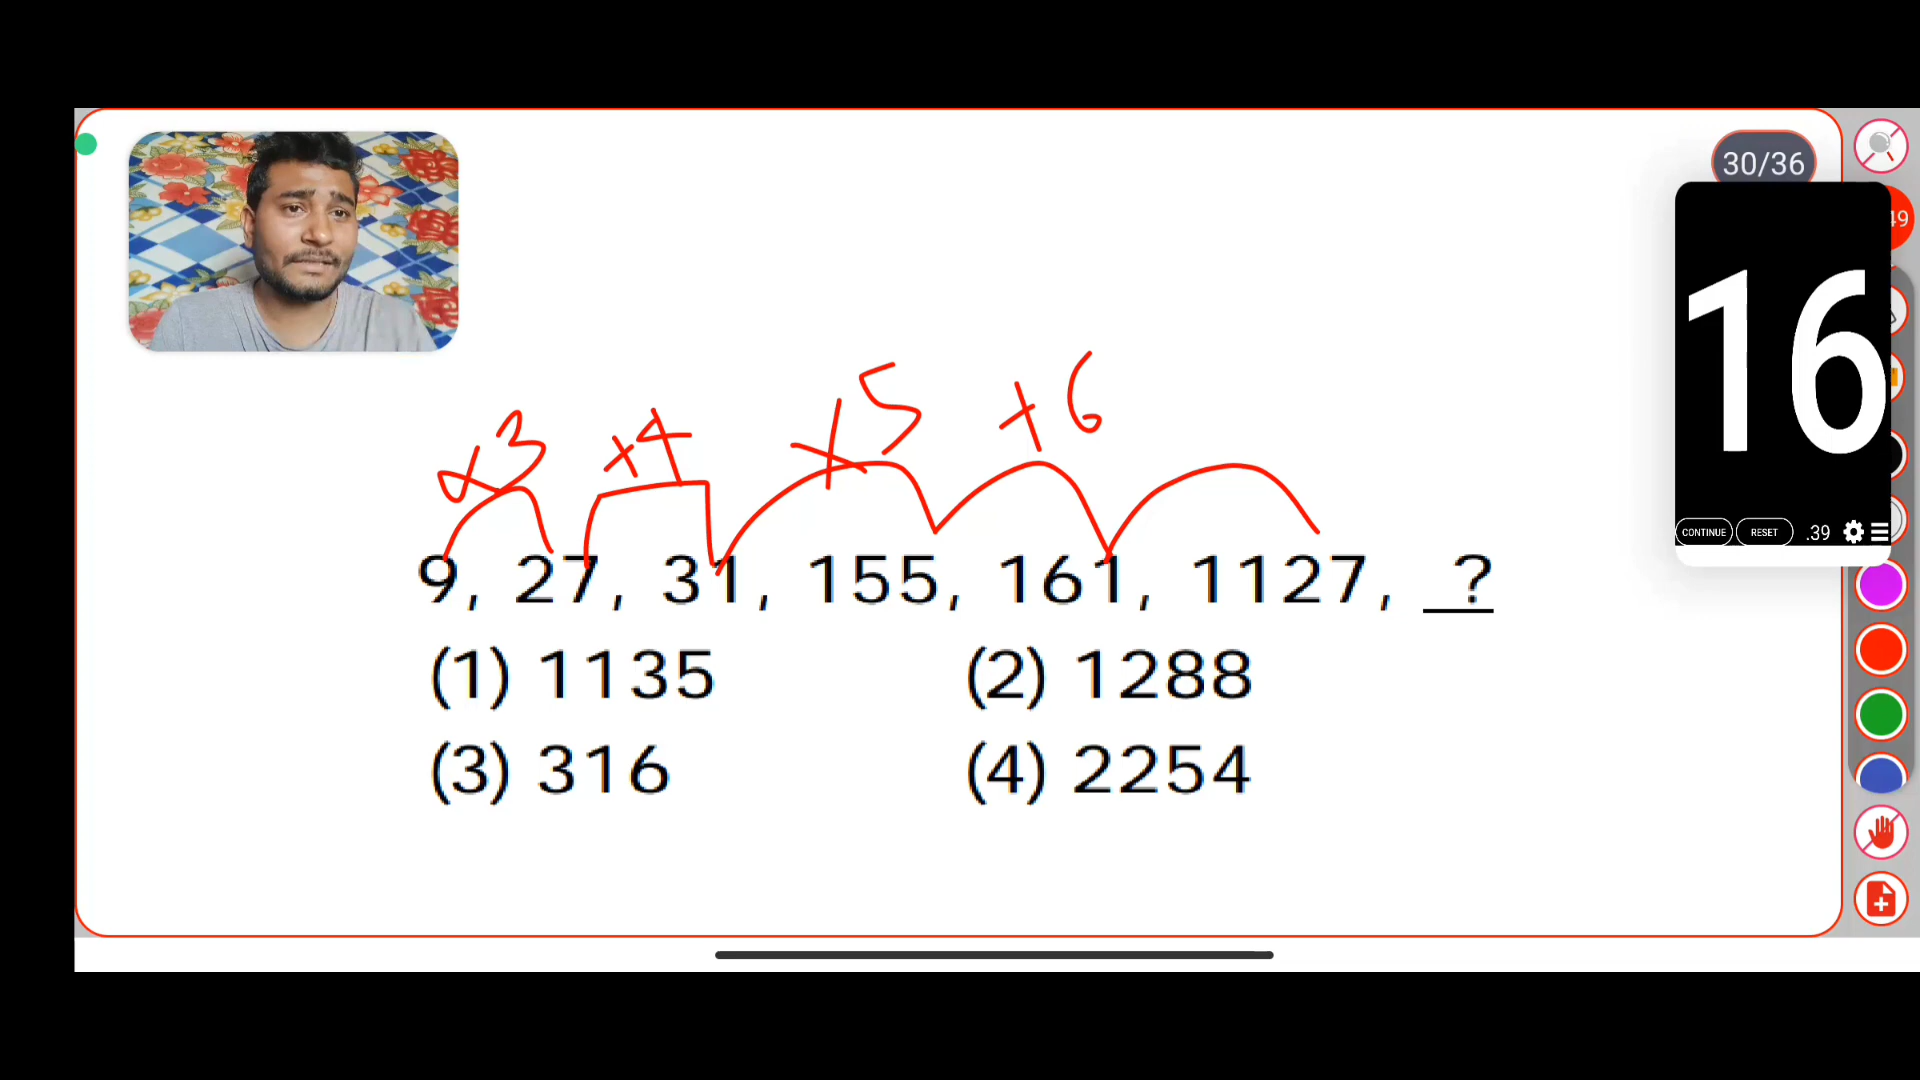 30/36
49
16
CONTINUE RESET .39
×3 +4 ×5 +6
9, 27, 31, 155, 161, 1127, ?
(1) 1135 (2) 1288
(3) 316 (4) 2254